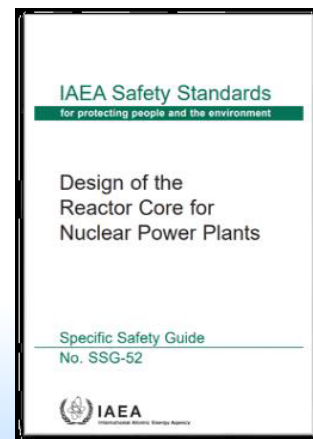 IAEA Safety Standards
for protecting people and the environment
Design of the
Reactor Core for
Nuclear Power Plants
Specific Safety Guide
No. SSG-52
IAEA
International Atomic Energy Agency